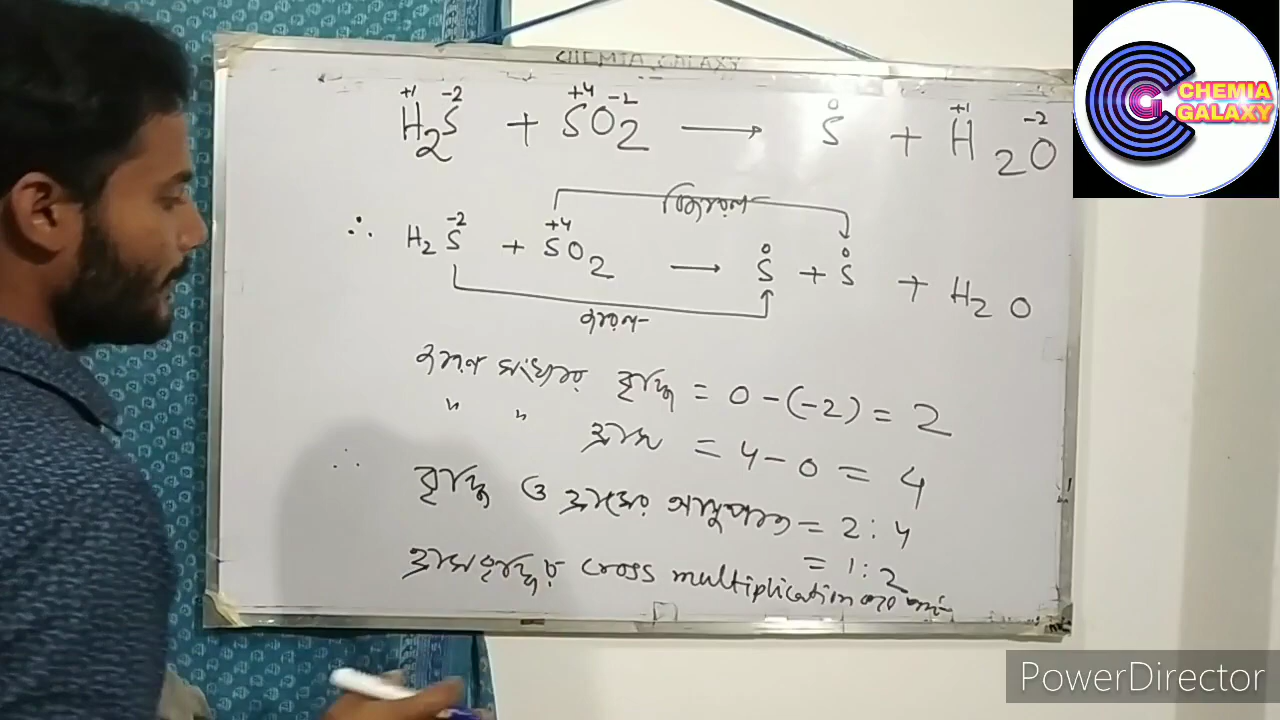 CHEMIA GALAXY
CHEMIA GALAXY
+1 -2 +4 -2 0 +1 -2
H2S + SO2 → S + H2O
বিজারণ
-2 +4 0 0
∴ H2S + SO2 → S + S + H2O
জারণ
জারণ সংখ্যার বৃদ্ধি = 0-(-2) = 2
" " হ্রাস = 4-0 = 4
∴ বৃদ্ধি ও হ্রাসের অনুপাত = 2:4
= 1:2
হ্রাসবৃদ্ধির cross multiplication
PowerDirector